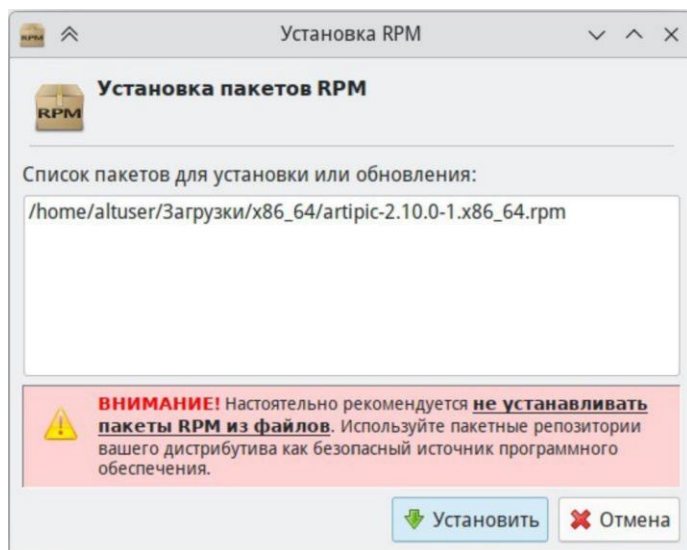 RPM
Установка RPM
Установка пакетов RPM
RPM
Список пакетов для установки или обновления:
/home/altuser/Загрузки/x86_64/artipic-2.10.0-1.x86_64.rpm
ВНИМАНИЕ! Настоятельно рекомендуется не устанавливать
пакеты RPM из файлов. Используйте пакетные репозитории
вашего дистрибутива как безопасный источник программного
обеспечения.
Установить
Отмена